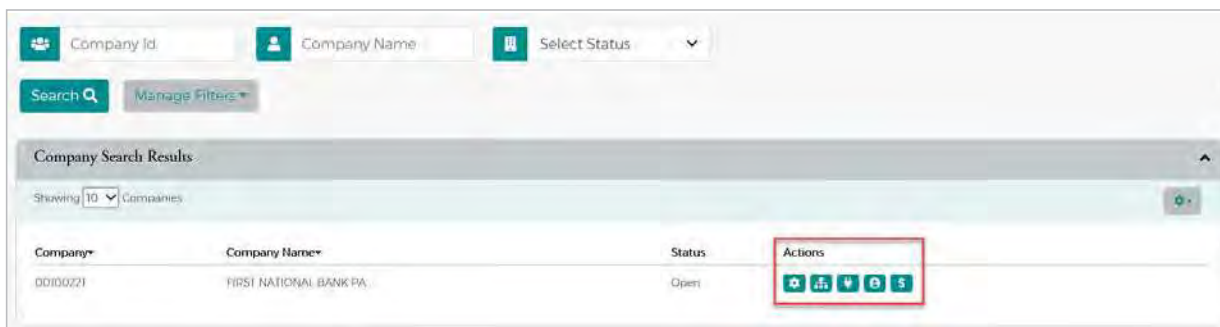 Company Id
Company Name
Select Status
Search
Manage Filters
Company Search Results
Showing 10 Companies
Company
Company Name
Status
Actions
00100221
FIRST NATIONAL BANK PA
Open